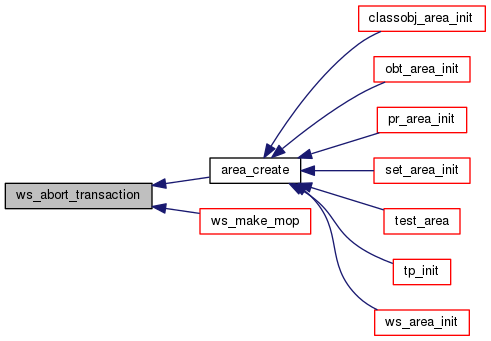 classobj_area_init
obt_area_init
pr_area_init
area_create
set_area_init
ws_abort_transaction
ws_make_mop
test_area
tp_init
ws_area_init